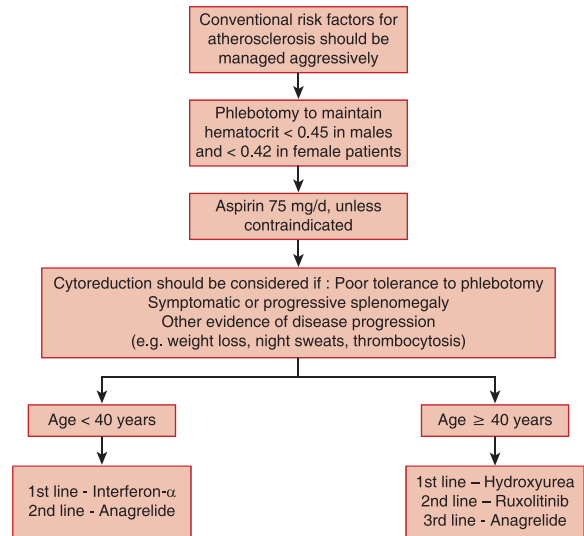 Conventional risk factors for
atherosclerosis should be
managed aggressively
Phlebotomy to maintain
hematocrit < 0.45 in males
and < 0.42 in female patients
Aspirin 75 mg/d, unless
contraindicated
Cytoreduction should be considered if : Poor tolerance to phlebotomy
Symptomatic or progressive splenomegaly
Other evidence of disease progression
(e.g. weight loss, night sweats, thrombocytosis)
Age < 40 years
1st line - Interferon-α
2nd line - Anagrelide
Age ≥ 40 years
1st line – Hydroxyurea
2nd line – Ruxolitinib
3rd line - Anagrelide